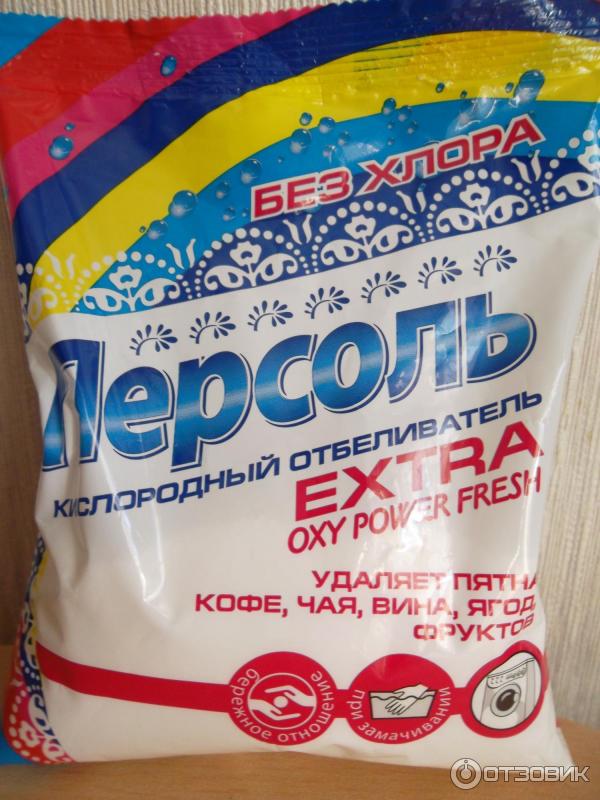 БЕЗ ХЛОРА
Персоль
КИСЛОРОДНЫЙ ОТБЕЛИВАТЕЛЬ
EXTRA
OXY POWER FRESH
УДАЛЯЕТ ПЯТНА
КОФЕ, ЧАЯ, ВИНА, ЯГОД,
ФРУКТОВ
бережное отношение
при замачивании
ОТЗОВИК